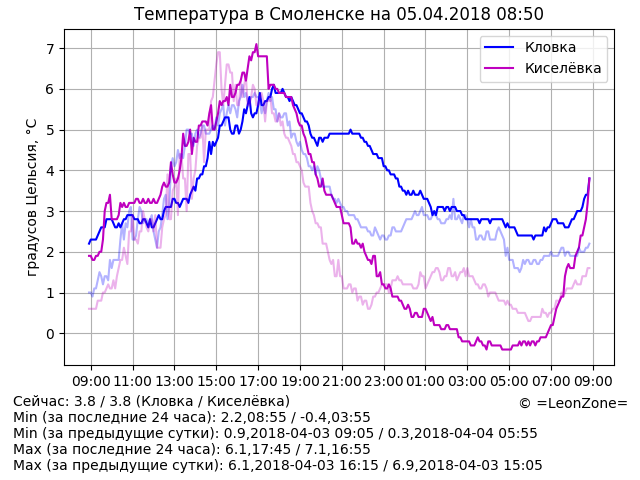 Температура в Смоленске на 05.04.2018 08:50
Кловка
Киселёвка
градусов Цельсия, °C
7
6
5
4
3
2
1
0
09:00 11:00 13:00 15:00 17:00 19:00 21:00 23:00 01:00 03:00 05:00 07:00 09:00
Сейчас: 3.8 / 3.8 (Кловка / Киселёвка)
© =LeonZone=
Min (за последние 24 часа): 2.2,08:55 / -0.4,03:55
Min (за предыдущие сутки): 0.9,2018-04-03 09:05 / 0.3,2018-04-04 05:55
Max (за последние 24 часа): 6.1,17:45 / 7.1,16:55
Max (за предыдущие сутки): 6.1,2018-04-03 16:15 / 6.9,2018-04-03 15:05